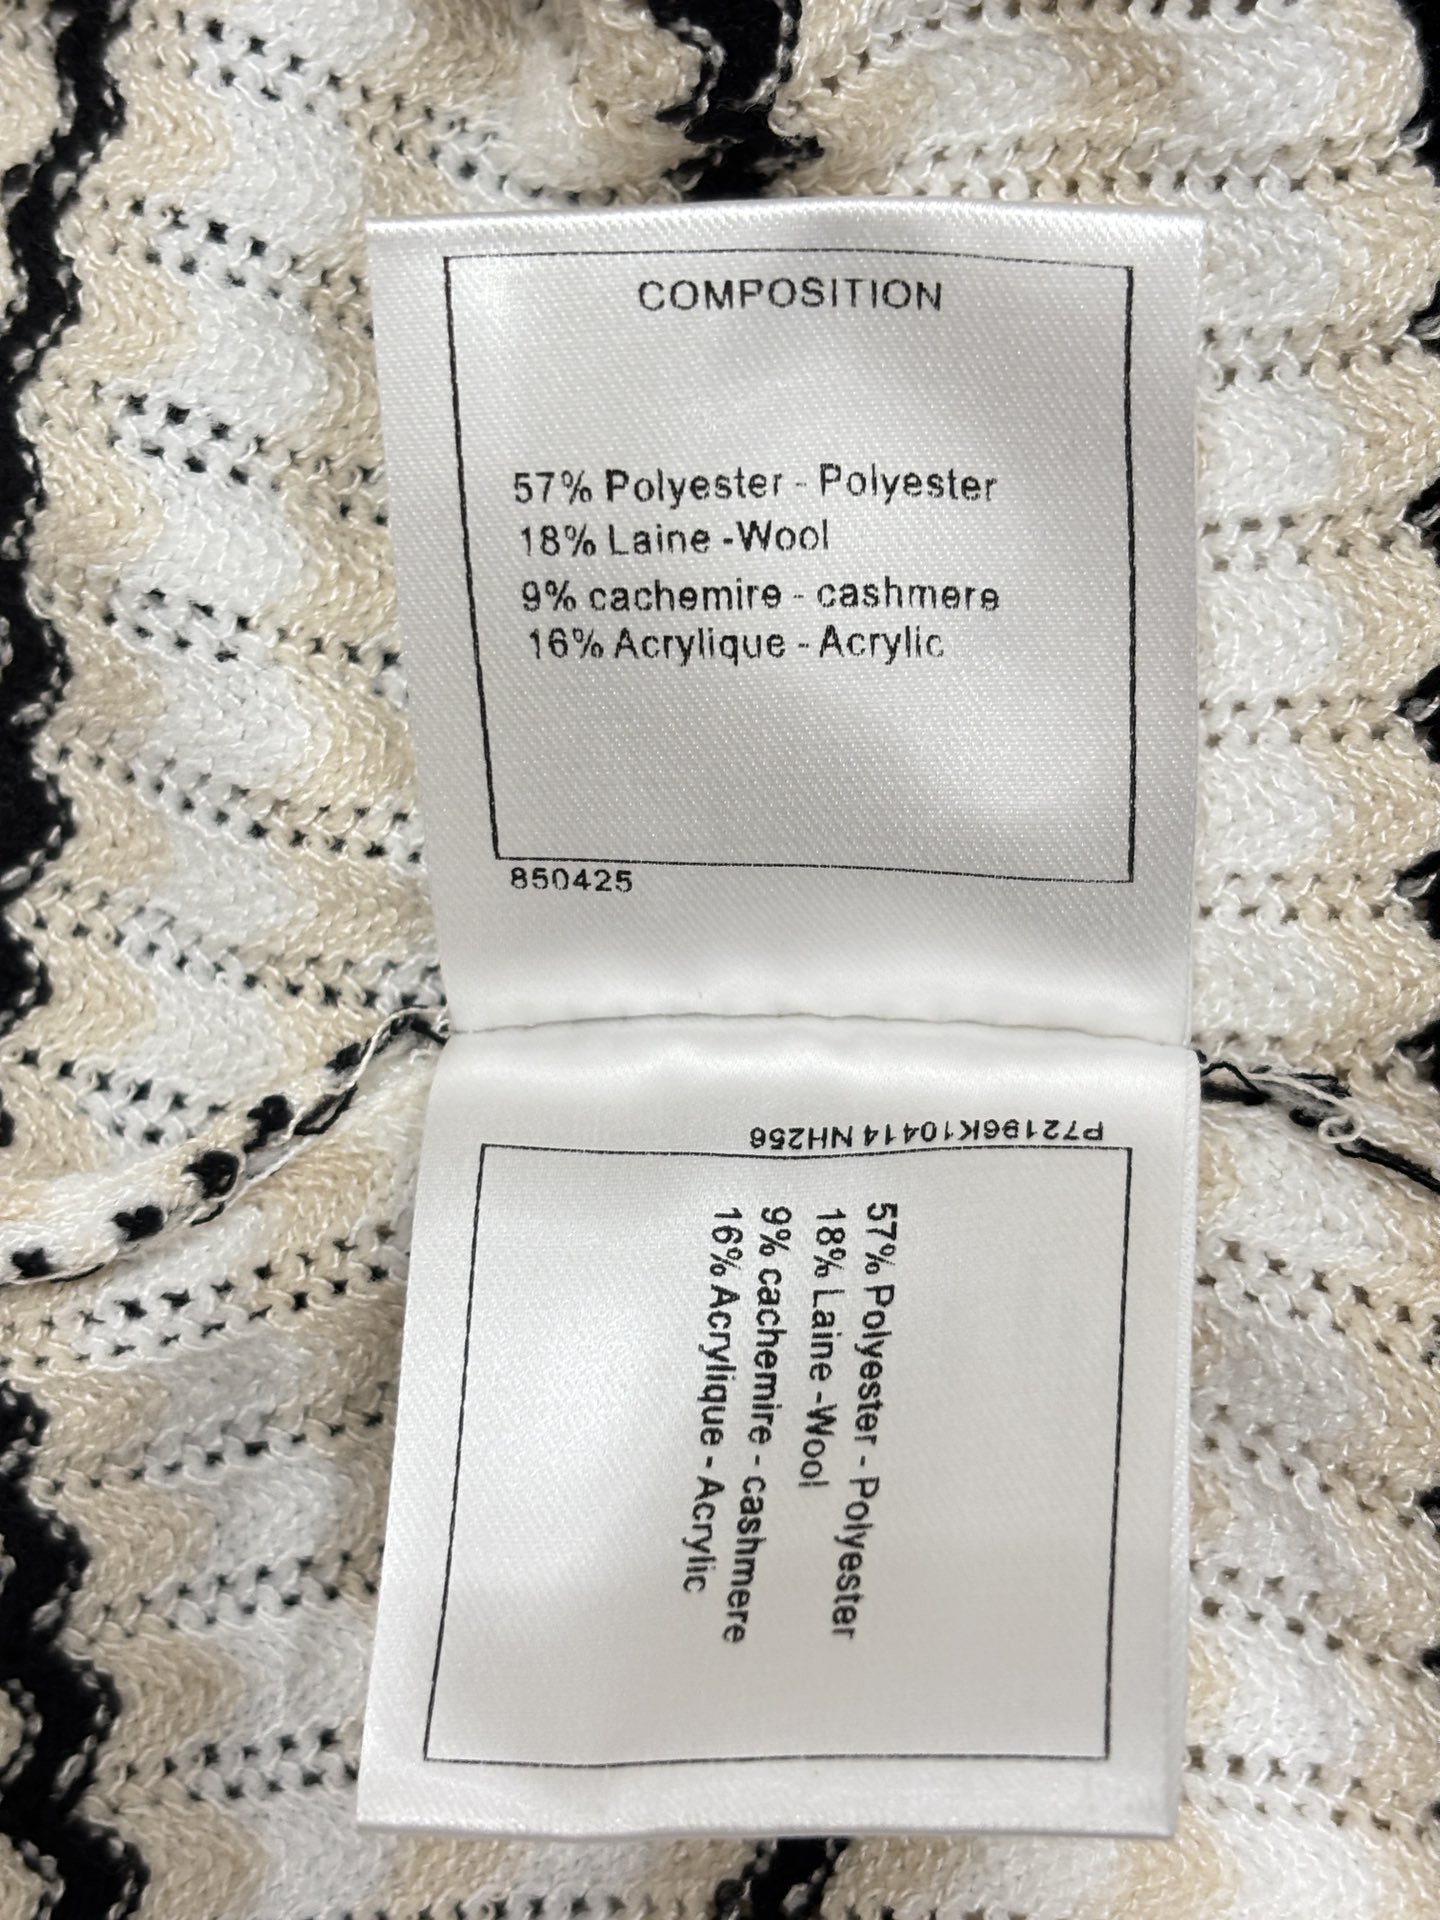 COMPOSITION
57% Polyester - Polyester
18% Laine -Wool
9% cachemire - cashmere
16% Acrylique - Acrylic
850425
P72196K10414 NH256
57% Polyester - Polyester
18% Laine -Wool
9% cachemire - cashmere
16% Acrylique - Acrylic